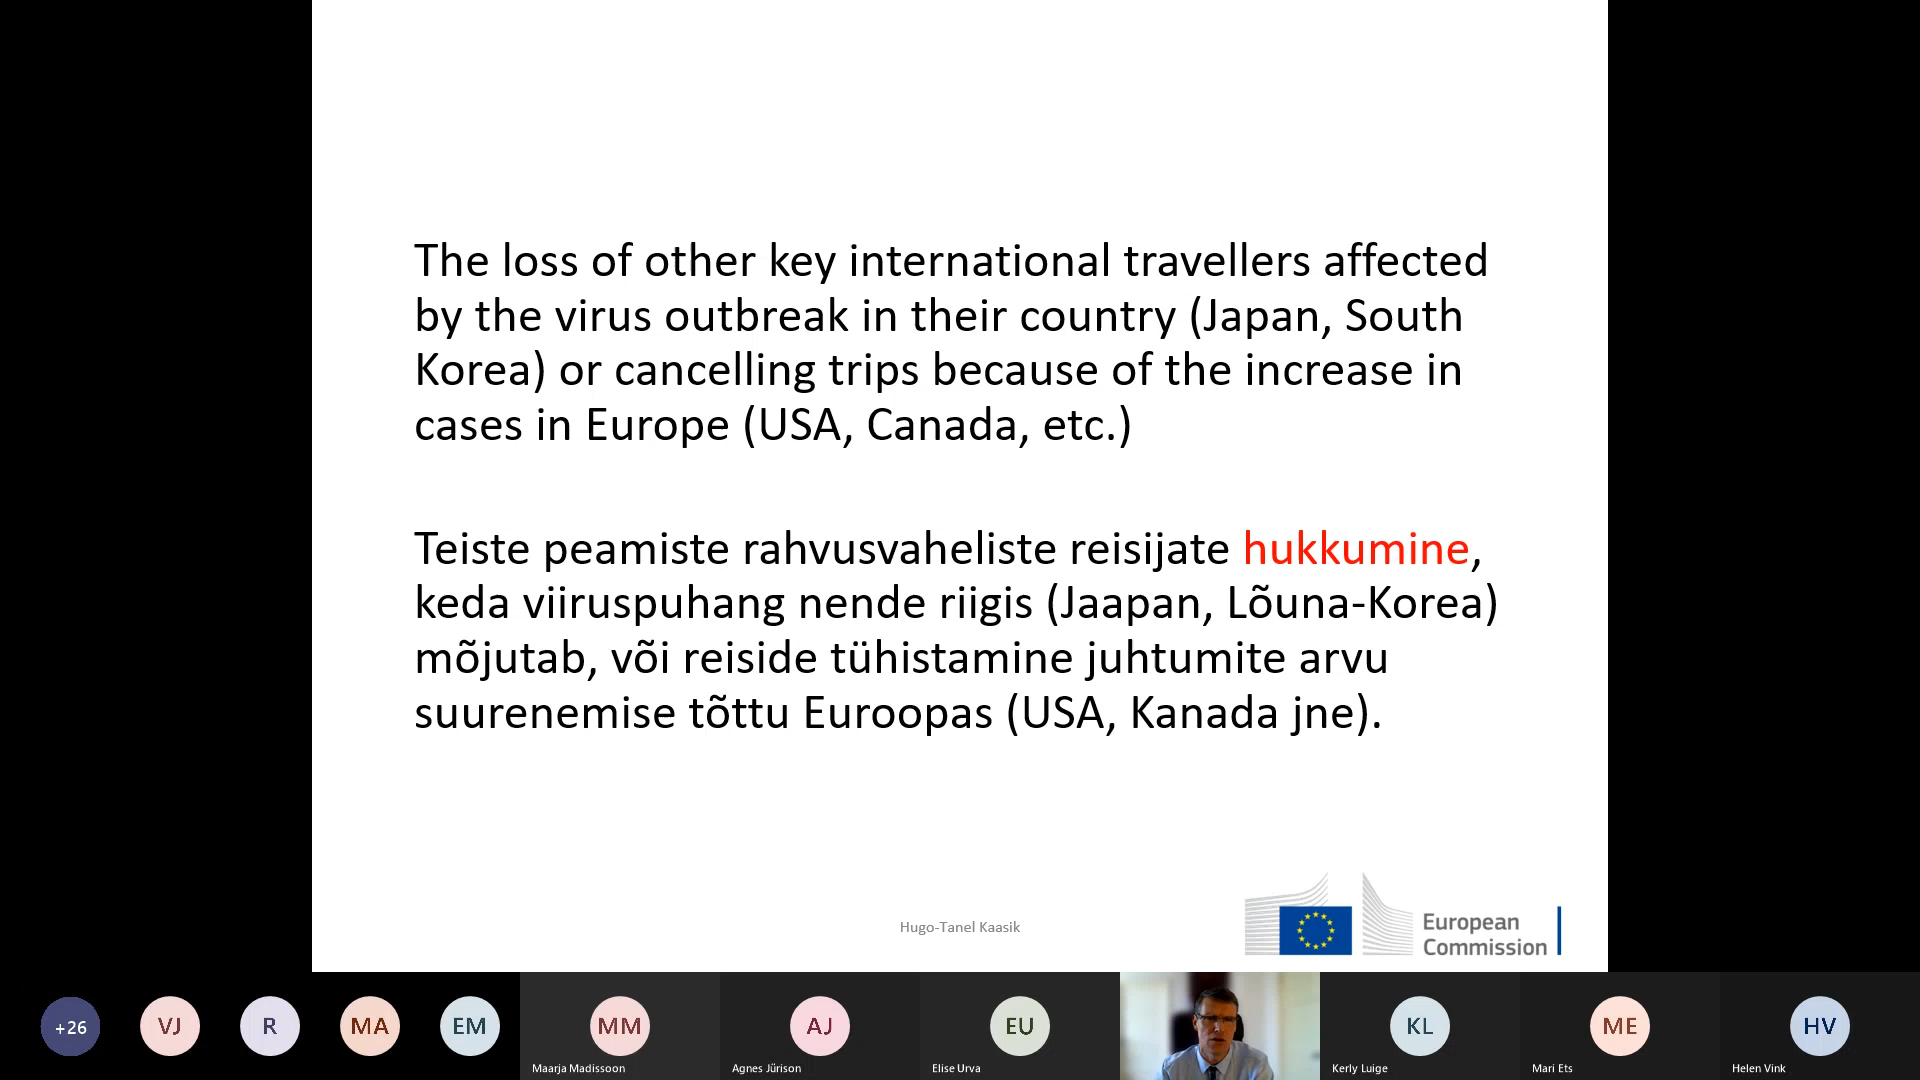 The loss of other key international travellers affected
by the virus outbreak in their country (Japan, South
Korea) or cancelling trips because of the increase in
cases in Europe (USA, Canada, etc.)
Teiste peamiste rahvusvaheliste reisijate hukkumine,
keda viiruspuhang nende riigis (Jaapan, Lõuna-Korea)
mõjutab, või reiside tühistamine juhtumite arvu
suurenemise tõttu Euroopas (USA, Kanada jne).
Hugo-Tanel Kaasik
European
Commission
+26
VJ
R
MA
EM
MM
Maarja Madissoon
AJ
Agnes Jürison
EU
Elise Urva
KL
Kerly Luige
ME
Mari Ets
HV
Helen Vink